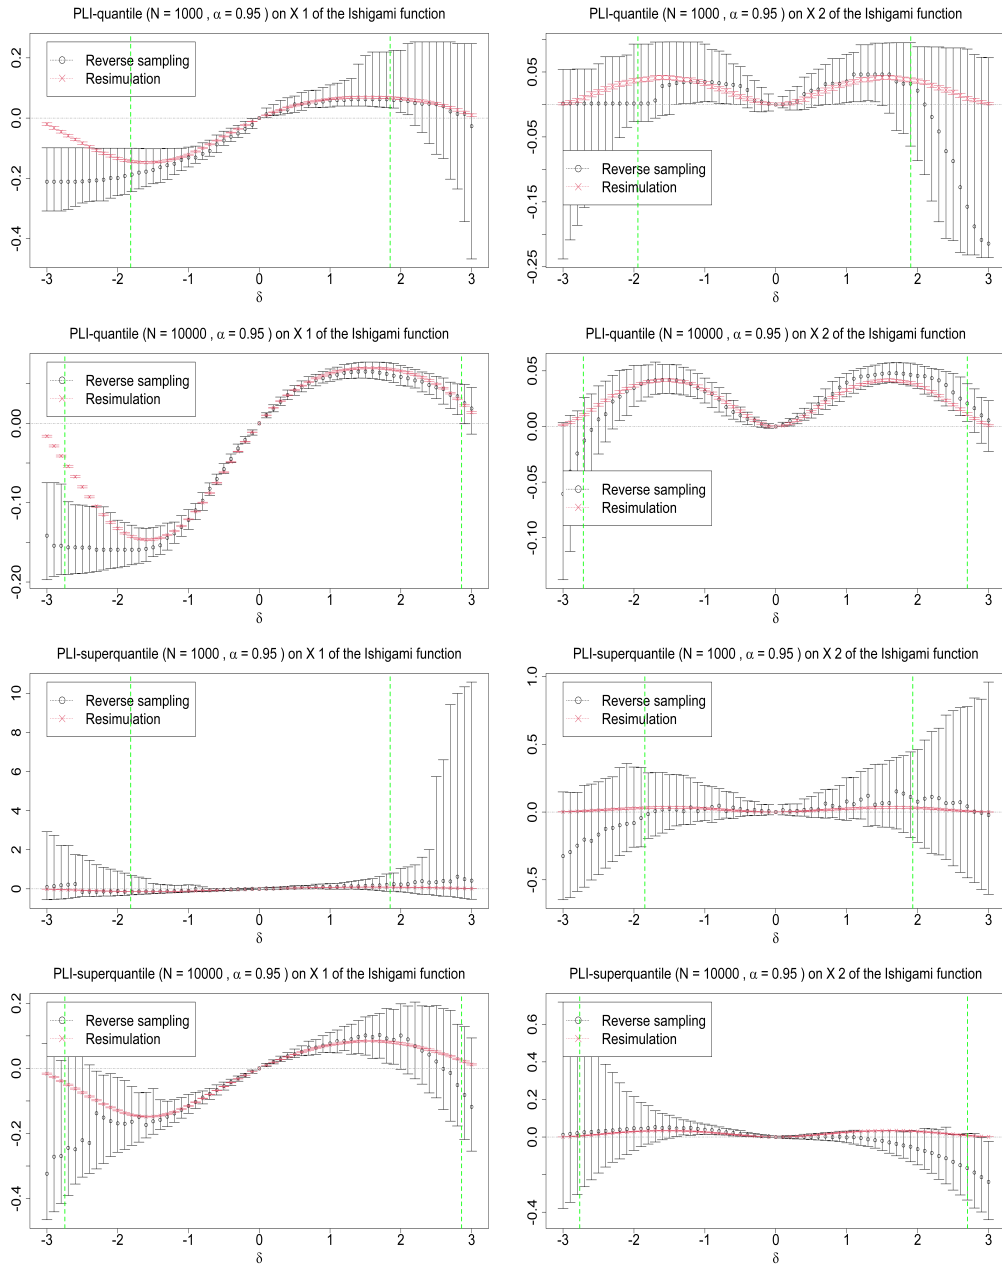 PLI-quantile (N = 1000 , α = 0.95 ) on X 1 of the Ishigami function
0.2
0.0
-0.2
-0.4
Reverse sampling
Resimulation
-3 -2 -1 0 1 2 3
δ
PLI-quantile (N = 1000 , α = 0.95 ) on X 2 of the Ishigami function
0.05
-0.05
-0.15
-0.25
Reverse sampling
Resimulation
-3 -2 -1 0 1 2 3
δ
PLI-quantile (N = 10000 , α = 0.95 ) on X 1 of the Ishigami function
0.00
-0.10
-0.20
Reverse sampling
Resimulation
-3 -2 -1 0 1 2 3
δ
PLI-quantile (N = 10000 , α = 0.95 ) on X 2 of the Ishigami function
0.05
0.00
-0.05
-0.10
Reverse sampling
Resimulation
-3 -2 -1 0 1 2 3
δ
PLI-superquantile (N = 1000 , α = 0.95 ) on X 1 of the Ishigami function
10
8
6
4
2
0
Reverse sampling
Resimulation
-3 -2 -1 0 1 2 3
δ
PLI-superquantile (N = 1000 , α = 0.95 ) on X 2 of the Ishigami function
1.0
0.5
0.0
-0.5
Reverse sampling
Resimulation
-3 -2 -1 0 1 2 3
δ
PLI-superquantile (N = 10000 , α = 0.95 ) on X 1 of the Ishigami function
0.2
0.0
-0.2
-0.4
Reverse sampling
Resimulation
-3 -2 -1 0 1 2 3
δ
PLI-superquantile (N = 10000 , α = 0.95 ) on X 2 of the Ishigami function
0.6
0.4
0.2
0.0
-0.4
Reverse sampling
Resimulation
-3 -2 -1 0 1 2 3
δ